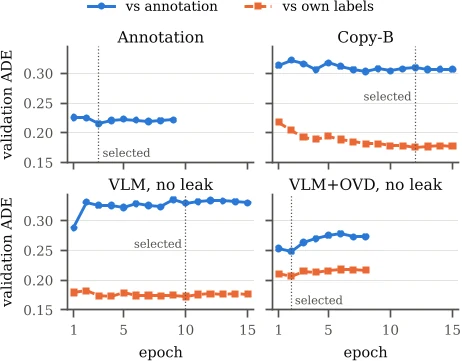 vs annotation vs own labels
Annotation Copy-B
validation ADE
0.30
0.25
0.20
0.15
selected
selected
VLM, no leak VLM+OVD, no leak
validation ADE
0.30
0.25
0.20
0.15
selected
selected
1 5 10 15 1 5 10 15
epoch epoch